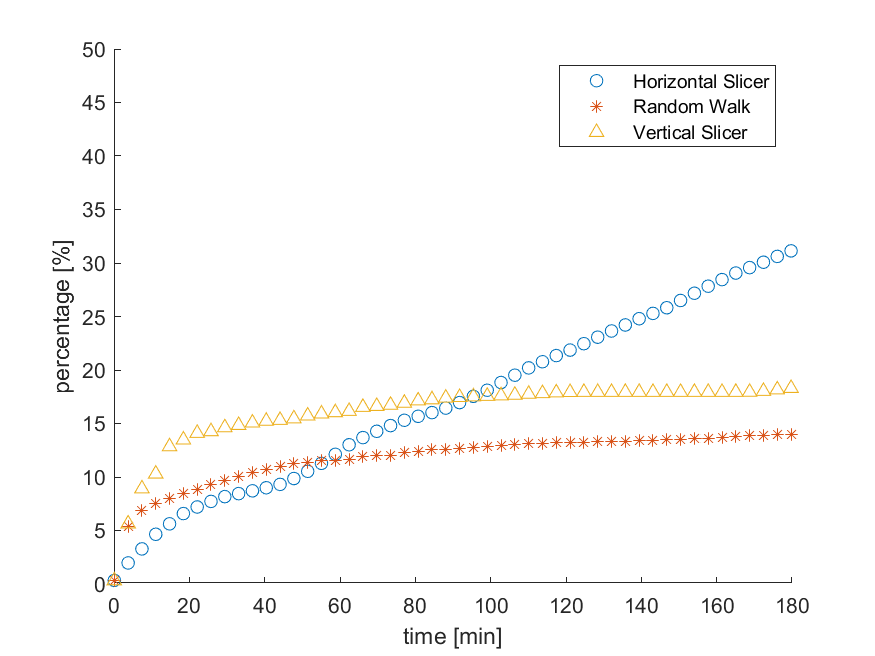 50
45
40
35
30
25
20
15
10
5
0
percentage [%]
Horizontal Slicer
Random Walk
Vertical Slicer
0 20 40 60 80 100 120 140 160 180
time [min]